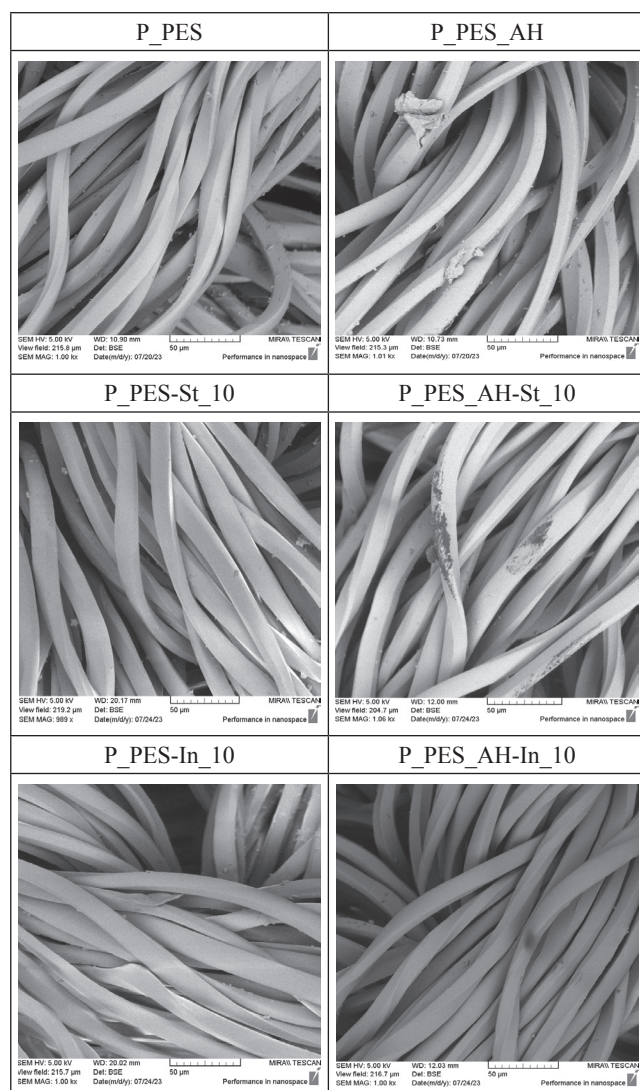 P_PES
P_PES_AH
SEM HV: 5.00 kV WD: 10.90 mm MIRA\\ TESCAN
View field: 215.8 µm Det: BSE 50 µm
SEM MAG: 1.00 kx Date(m/d/y): 07/20/23 Performance in nanospace
SEM HV: 5.00 kV WD: 10.73 mm MIRA\\ TESCAN
View field: 215.3 µm Det: BSE 50 µm
SEM MAG: 1.01 kx Date(m/d/y): 07/20/23 Performance in nanospace
P_PES-St_10
P_PES_AH-St_10
SEM HV: 5.00 kV WD: 20.17 mm MIRA\\ TESCAN
View field: 219.2 µm Det: BSE 50 µm
SEM MAG: 989 x Date(m/d/y): 07/24/23 Performance in nanospace
SEM HV: 5.00 kV WD: 12.00 mm MIRA\\ TESCAN
View field: 204.7 µm Det: BSE 50 µm
SEM MAG: 1.06 kx Date(m/d/y): 07/24/23 Performance in nanospace
P_PES-In_10
P_PES_AH-In_10
SEM HV: 5.00 kV WD: 20.02 mm MIRA\\ TESCAN
View field: 215.7 µm Det: BSE 50 µm
SEM MAG: 1.00 kx Date(m/d/y): 07/24/23 Performance in nanospace
SEM HV: 5.00 kV WD: 12.03 mm MIRA\\ TESCAN
View field: 216.7 µm Det: BSE 50 µm
SEM MAG: 1.00 kx Date(m/d/y): 07/24/23 Performance in nanospace